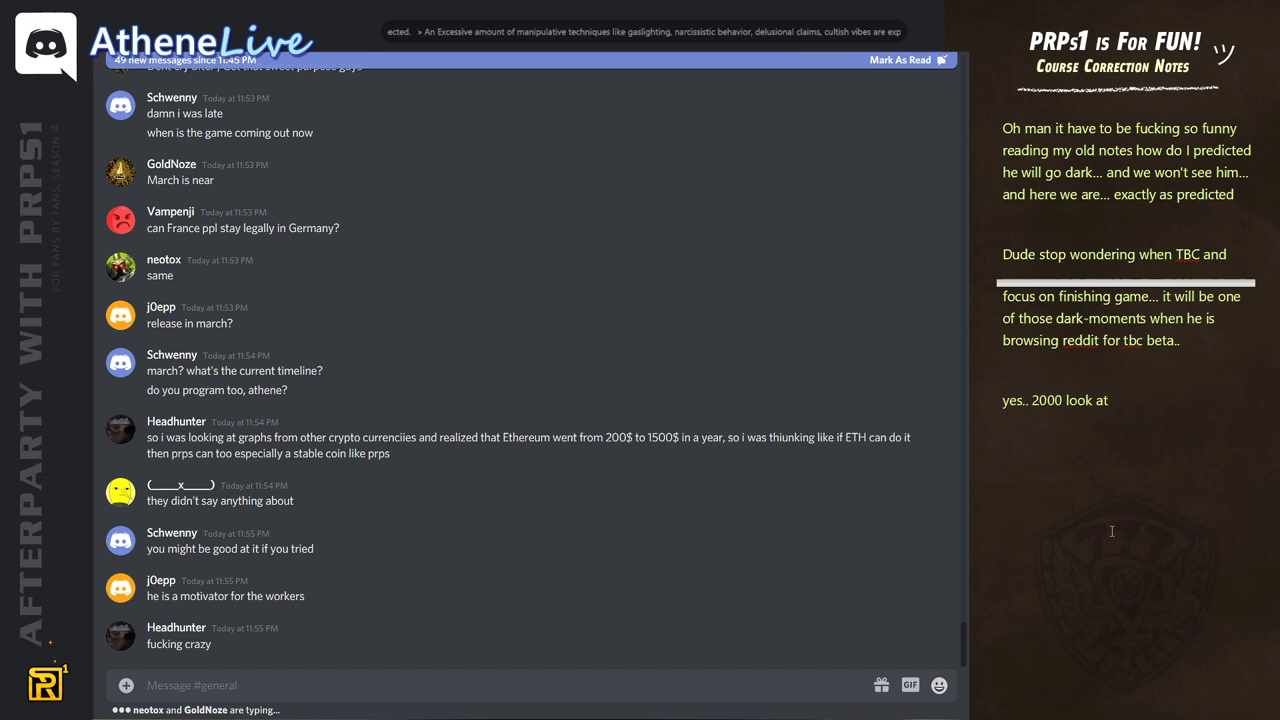 AtheneLive
ected. » An Excessive amount of manipulative techniques like gaslighting, narcissistic behavior, delusional claims, cultish vibes are exp
49 new messages since 11:45 PM
Mark As Read
Schwenny Today at 11:53 PM
damn i was late
when is the game coming out now
GoldNoze Today at 11:53 PM
March is near
Vampenji Today at 11:53 PM
can France ppl stay legally in Germany?
neotox Today at 11:53 PM
same
j0epp Today at 11:53 PM
release in march?
Schwenny Today at 11:54 PM
march? what's the current timeline?
do you program too, athene?
Headhunter Today at 11:54 PM
so i was looking at graphs from other crypto currenciies and realized that Ethereum went from 200$ to 1500$ in a year, so i was thiunking like if ETH can do it
then prps can too especially a stable coin like prps
(____x____) Today at 11:54 PM
they didn't say anything about
Schwenny Today at 11:55 PM
you might be good at it if you tried
j0epp Today at 11:55 PM
he is a motivator for the workers
Headhunter Today at 11:55 PM
fucking crazy
Message #general
GIF
neotox and GoldNoze are typing...
AFTERPARTY WITH PRPS1
FOR FANS BY FANS, SEASON 4
R1
PRPs1 is For FUN!
Course Correction Notes
ツ
Oh man it have to be fucking so funny
reading my old notes how do I predicted
he will go dark... and we won't see him...
and here we are... exactly as predicted
Dude stop wondering when TBC and
focus on finishing game... it will be one
of those dark-moments when he is
browsing reddit for tbc beta..
yes.. 2000 look at